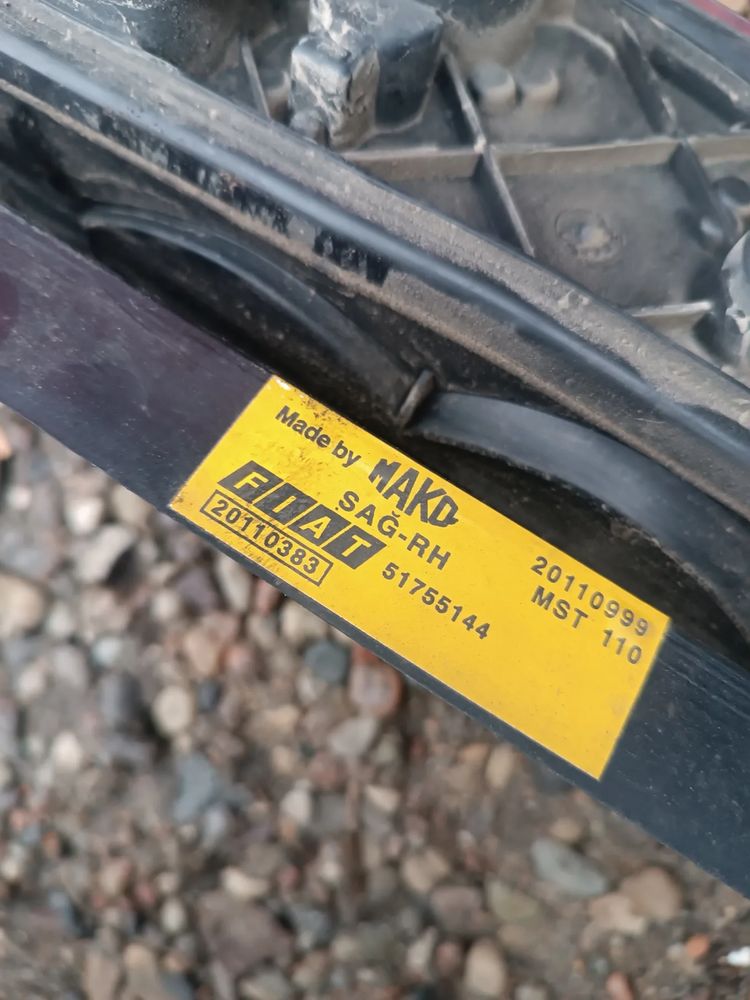 Made by MAKO
SAĞ-RH
FIAT 51755144
20110383
20110999
MST 110